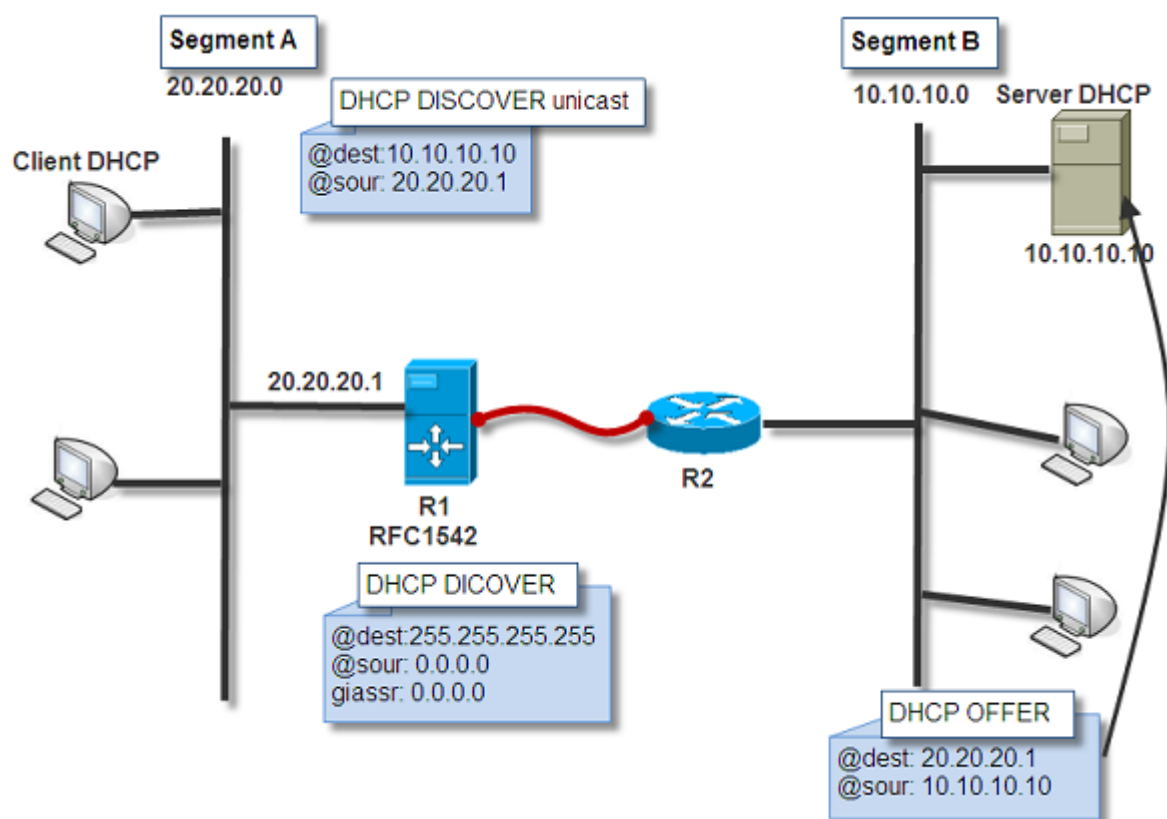 Segment A
20.20.20.0
DHCP DISCOVER unicast
@dest:10.10.10.10
@sour: 20.20.20.1
Client DHCP
Segment B
10.10.10.0
Server DHCP
10.10.10.10
20.20.20.1
R1
RFC1542
R2
DHCP DICOVER
@dest:255.255.255.255
@sour: 0.0.0.0
giassr: 0.0.0.0
DHCP OFFER
@dest: 20.20.20.1
@sour: 10.10.10.10